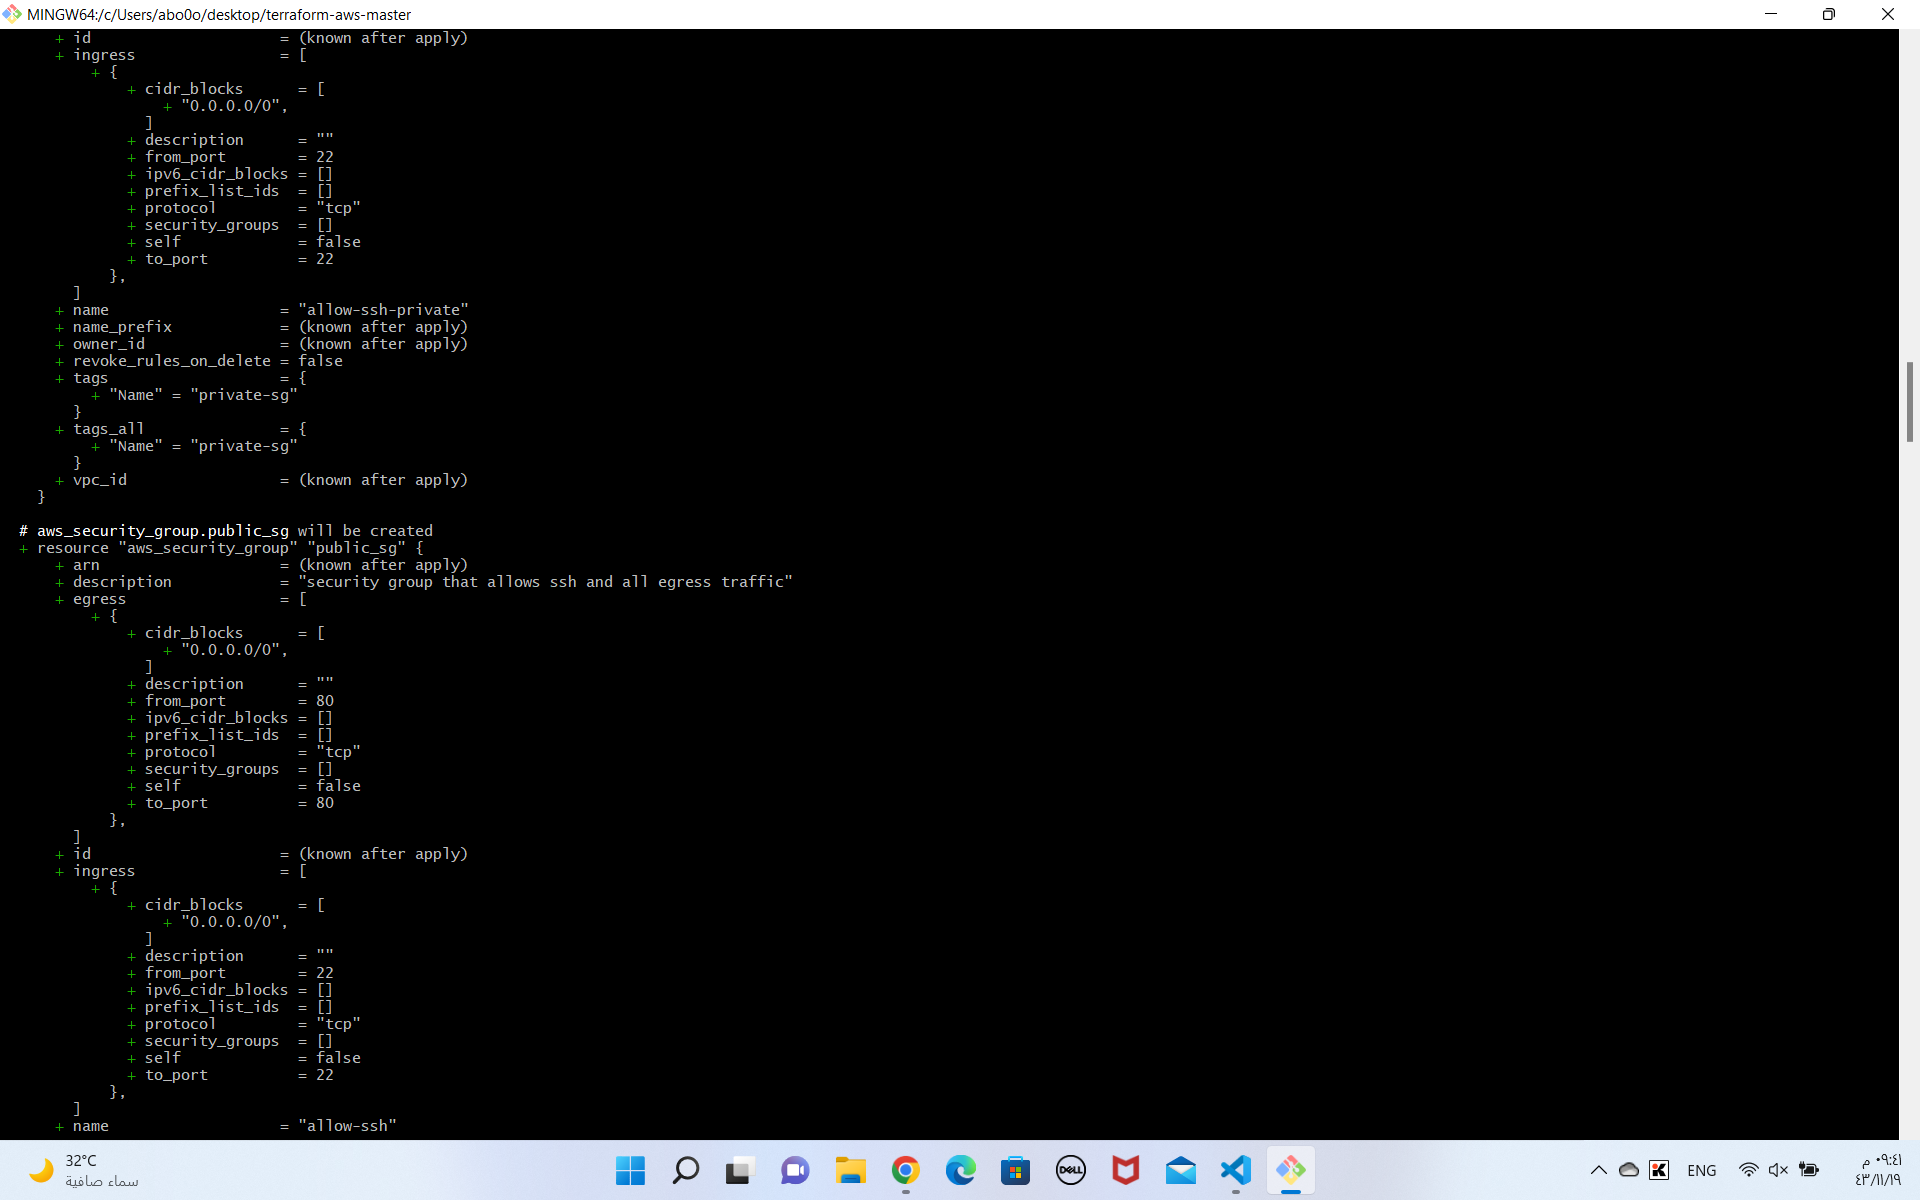 MINGW64:/c/Users/abo0o/desktop/terraform-aws-master
+ id = (known after apply)
+ ingress = [
+ {
+ cidr_blocks = [
+ "0.0.0.0/0",
]
+ description = ""
+ from_port = 22
+ ipv6_cidr_blocks = []
+ prefix_list_ids = []
+ protocol = "tcp"
+ security_groups = []
+ self = false
+ to_port = 22
},
]
+ name = "allow-ssh-private"
+ name_prefix = (known after apply)
+ owner_id = (known after apply)
+ revoke_rules_on_delete = false
+ tags = {
+ "Name" = "private-sg"
}
+ tags_all = {
+ "Name" = "private-sg"
}
+ vpc_id = (known after apply)
}
# aws_security_group.public_sg will be created
+ resource "aws_security_group" "public_sg" {
+ arn = (known after apply)
+ description = "security group that allows ssh and all egress traffic"
+ egress = [
+ {
+ cidr_blocks = [
+ "0.0.0.0/0",
]
+ description = ""
+ from_port = 80
+ ipv6_cidr_blocks = []
+ prefix_list_ids = []
+ protocol = "tcp"
+ security_groups = []
+ self = false
+ to_port = 80
},
]
+ id = (known after apply)
+ ingress = [
+ {
+ cidr_blocks = [
+ "0.0.0.0/0",
]
+ description = ""
+ from_port = 22
+ ipv6_cidr_blocks = []
+ prefix_list_ids = []
+ protocol = "tcp"
+ security_groups = []
+ self = false
+ to_port = 22
},
]
+ name = "allow-ssh"
32°C
سماء صافية
DELL
K
ENG
٠٩:٤١ م
٤٣/١١/١٩